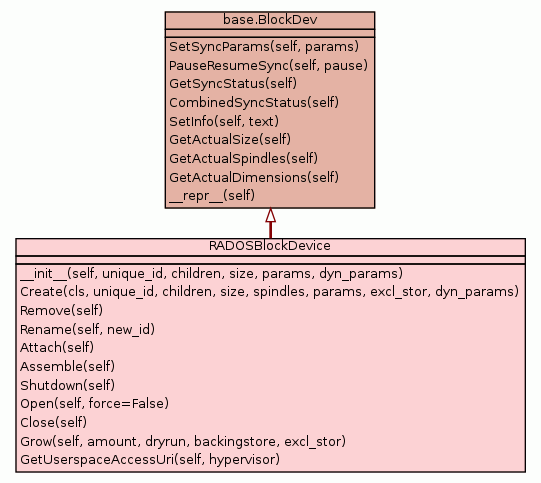 base.BlockDev
SetSyncParams(self, params)
PauseResumeSync(self, pause)
GetSyncStatus(self)
CombinedSyncStatus(self)
SetInfo(self, text)
GetActualSize(self)
GetActualSpindles(self)
GetActualDimensions(self)
__repr__(self)
RADOSBlockDevice
__init__(self, unique_id, children, size, params, dyn_params)
Create(cls, unique_id, children, size, spindles, params, excl_stor, dyn_params)
Remove(self)
Rename(self, new_id)
Attach(self)
Assemble(self)
Shutdown(self)
Open(self, force=False)
Close(self)
Grow(self, amount, dryrun, backingstore, excl_stor)
GetUserspaceAccessUri(self, hypervisor)